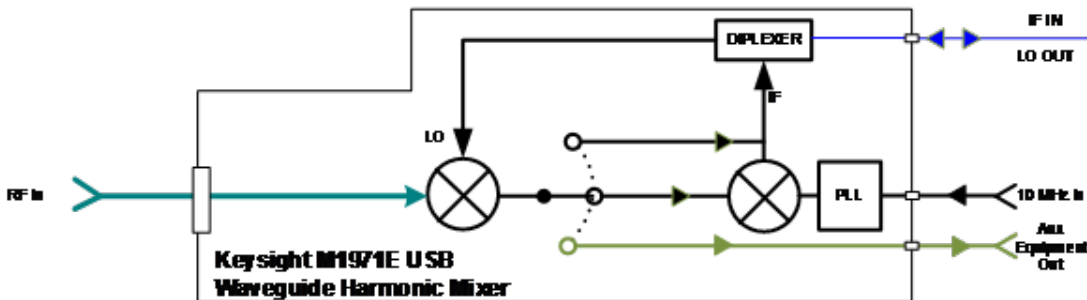 IF IN
DIPLEXER
LO OUT
IF
LO
RF In
PLL
10 MHz In
Aux
Equipment
Out
Keysight M1971E USB
Waveguide Harmonic Mixer